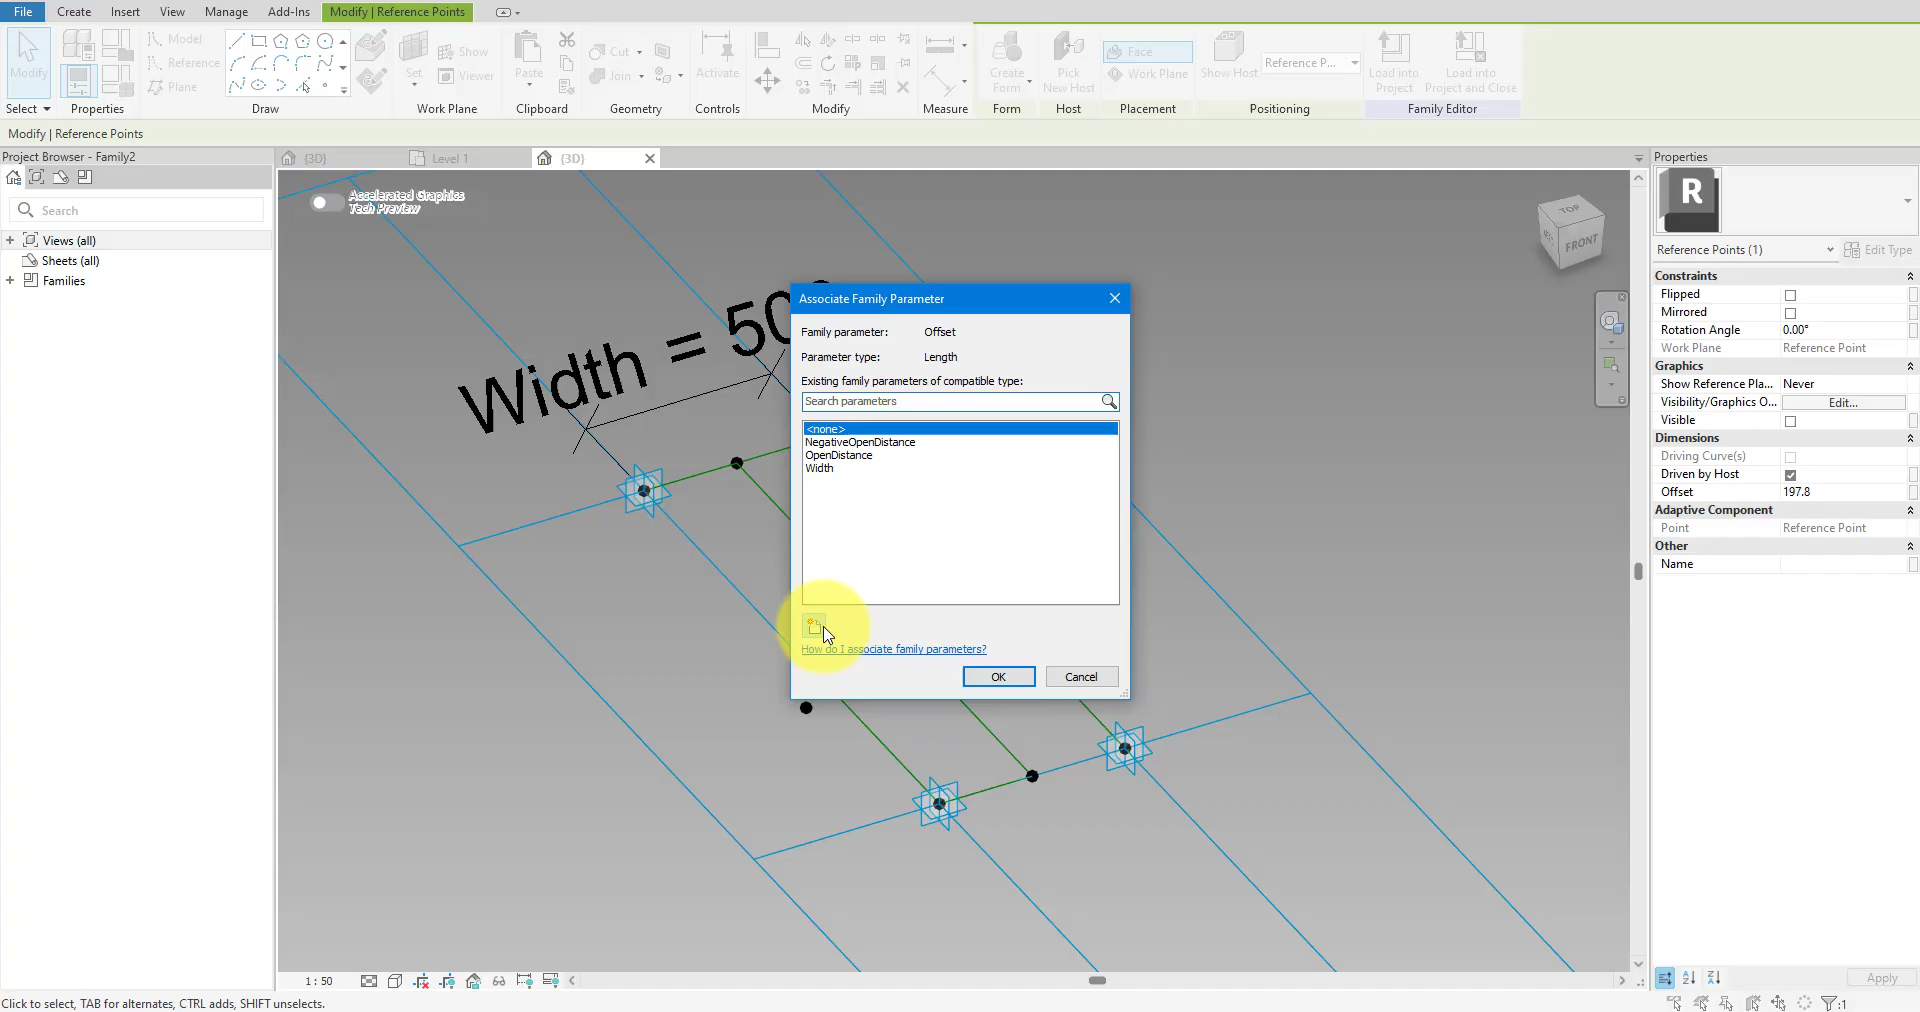 File Create Insert View Manage Add-Ins Modify | Reference Points
Modify
Select
Properties
Model
Reference
Plane
Draw
Set
Show
Viewer
Work Plane
Paste
Clipboard
Cut
Join
Geometry
Activate
Controls
Modify
Measure
Create
Form
Form
Pick
New Host
Host
Face
Work Plane
Placement
Show Host
Reference P...
Positioning
Load into
Project
Load into
Project and Close
Family Editor
Modify | Reference Points
Project Browser - Family2
Search
Views (all)
Sheets (all)
Families
{3D}
Level 1
{3D}
Accelerated Graphics
Tech Preview
Width = 50
TOP
FRONT
Associate Family Parameter
Family parameter: Offset
Parameter type: Length
Existing family parameters of compatible type:
Search parameters
<none>
NegativeOpenDistance
OpenDistance
Width
How do I associate family parameters?
OK
Cancel
Properties
R
Reference Points (1)
Edit Type
Constraints
Flipped
Mirrored
Rotation Angle 0.00°
Work Plane Reference Point
Graphics
Show Reference Pla... Never
Visibility/Graphics O... Edit...
Visible
Dimensions
Driving Curve(s)
Driven by Host
Offset 197.8
Adaptive Component
Point Reference Point
Other
Name
Apply
1 : 50
Click to select, TAB for alternates, CTRL adds, SHIFT unselects.
:1